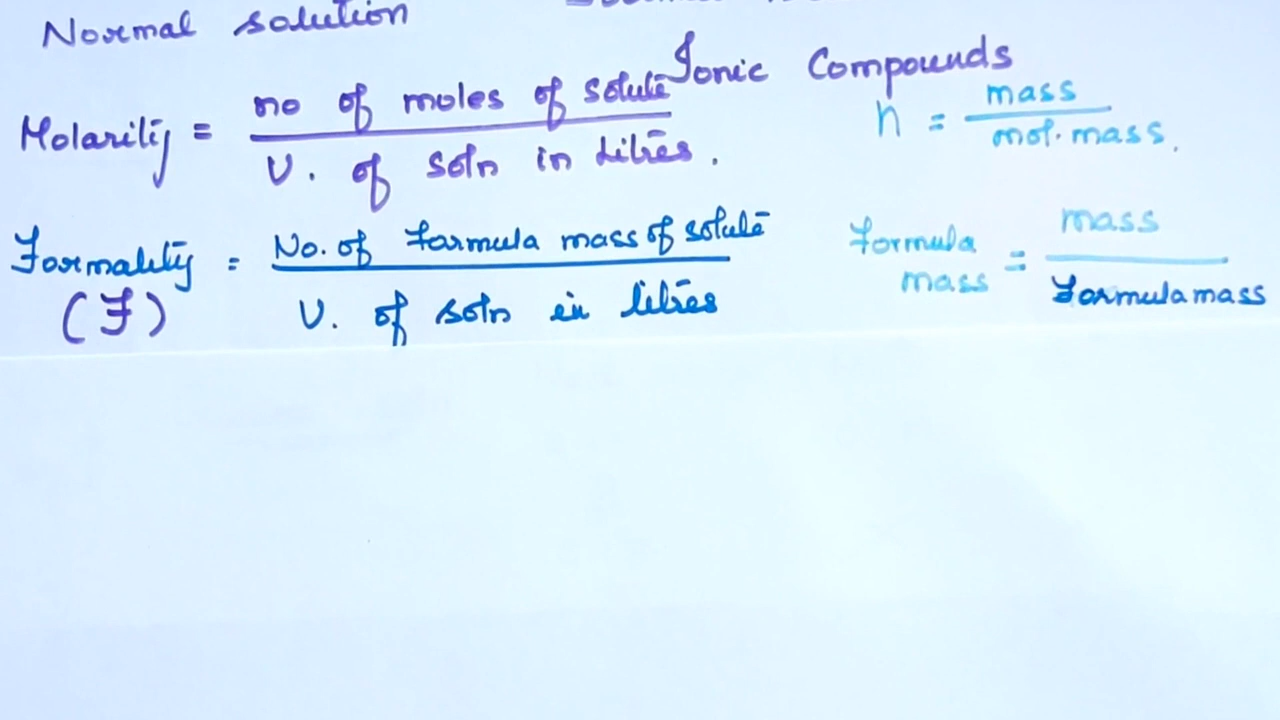 Normal solution
Ionic Compounds
Molarity = no of moles of solute
V. of soln in Litres.
n = mass
mol. mass.
Formality = No. of formula mass of solute
(F)
V. of soln in litres
formula mass = mass
Formula mass